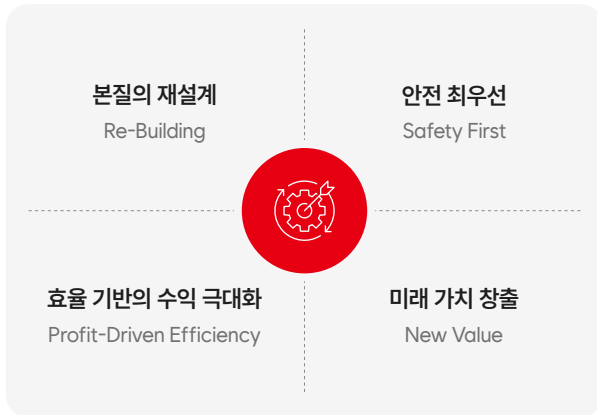 본질의 재설계
Re-Building
안전 최우선
Safety First
효율 기반의 수익 극대화
Profit-Driven Efficiency
미래 가치 창출
New Value